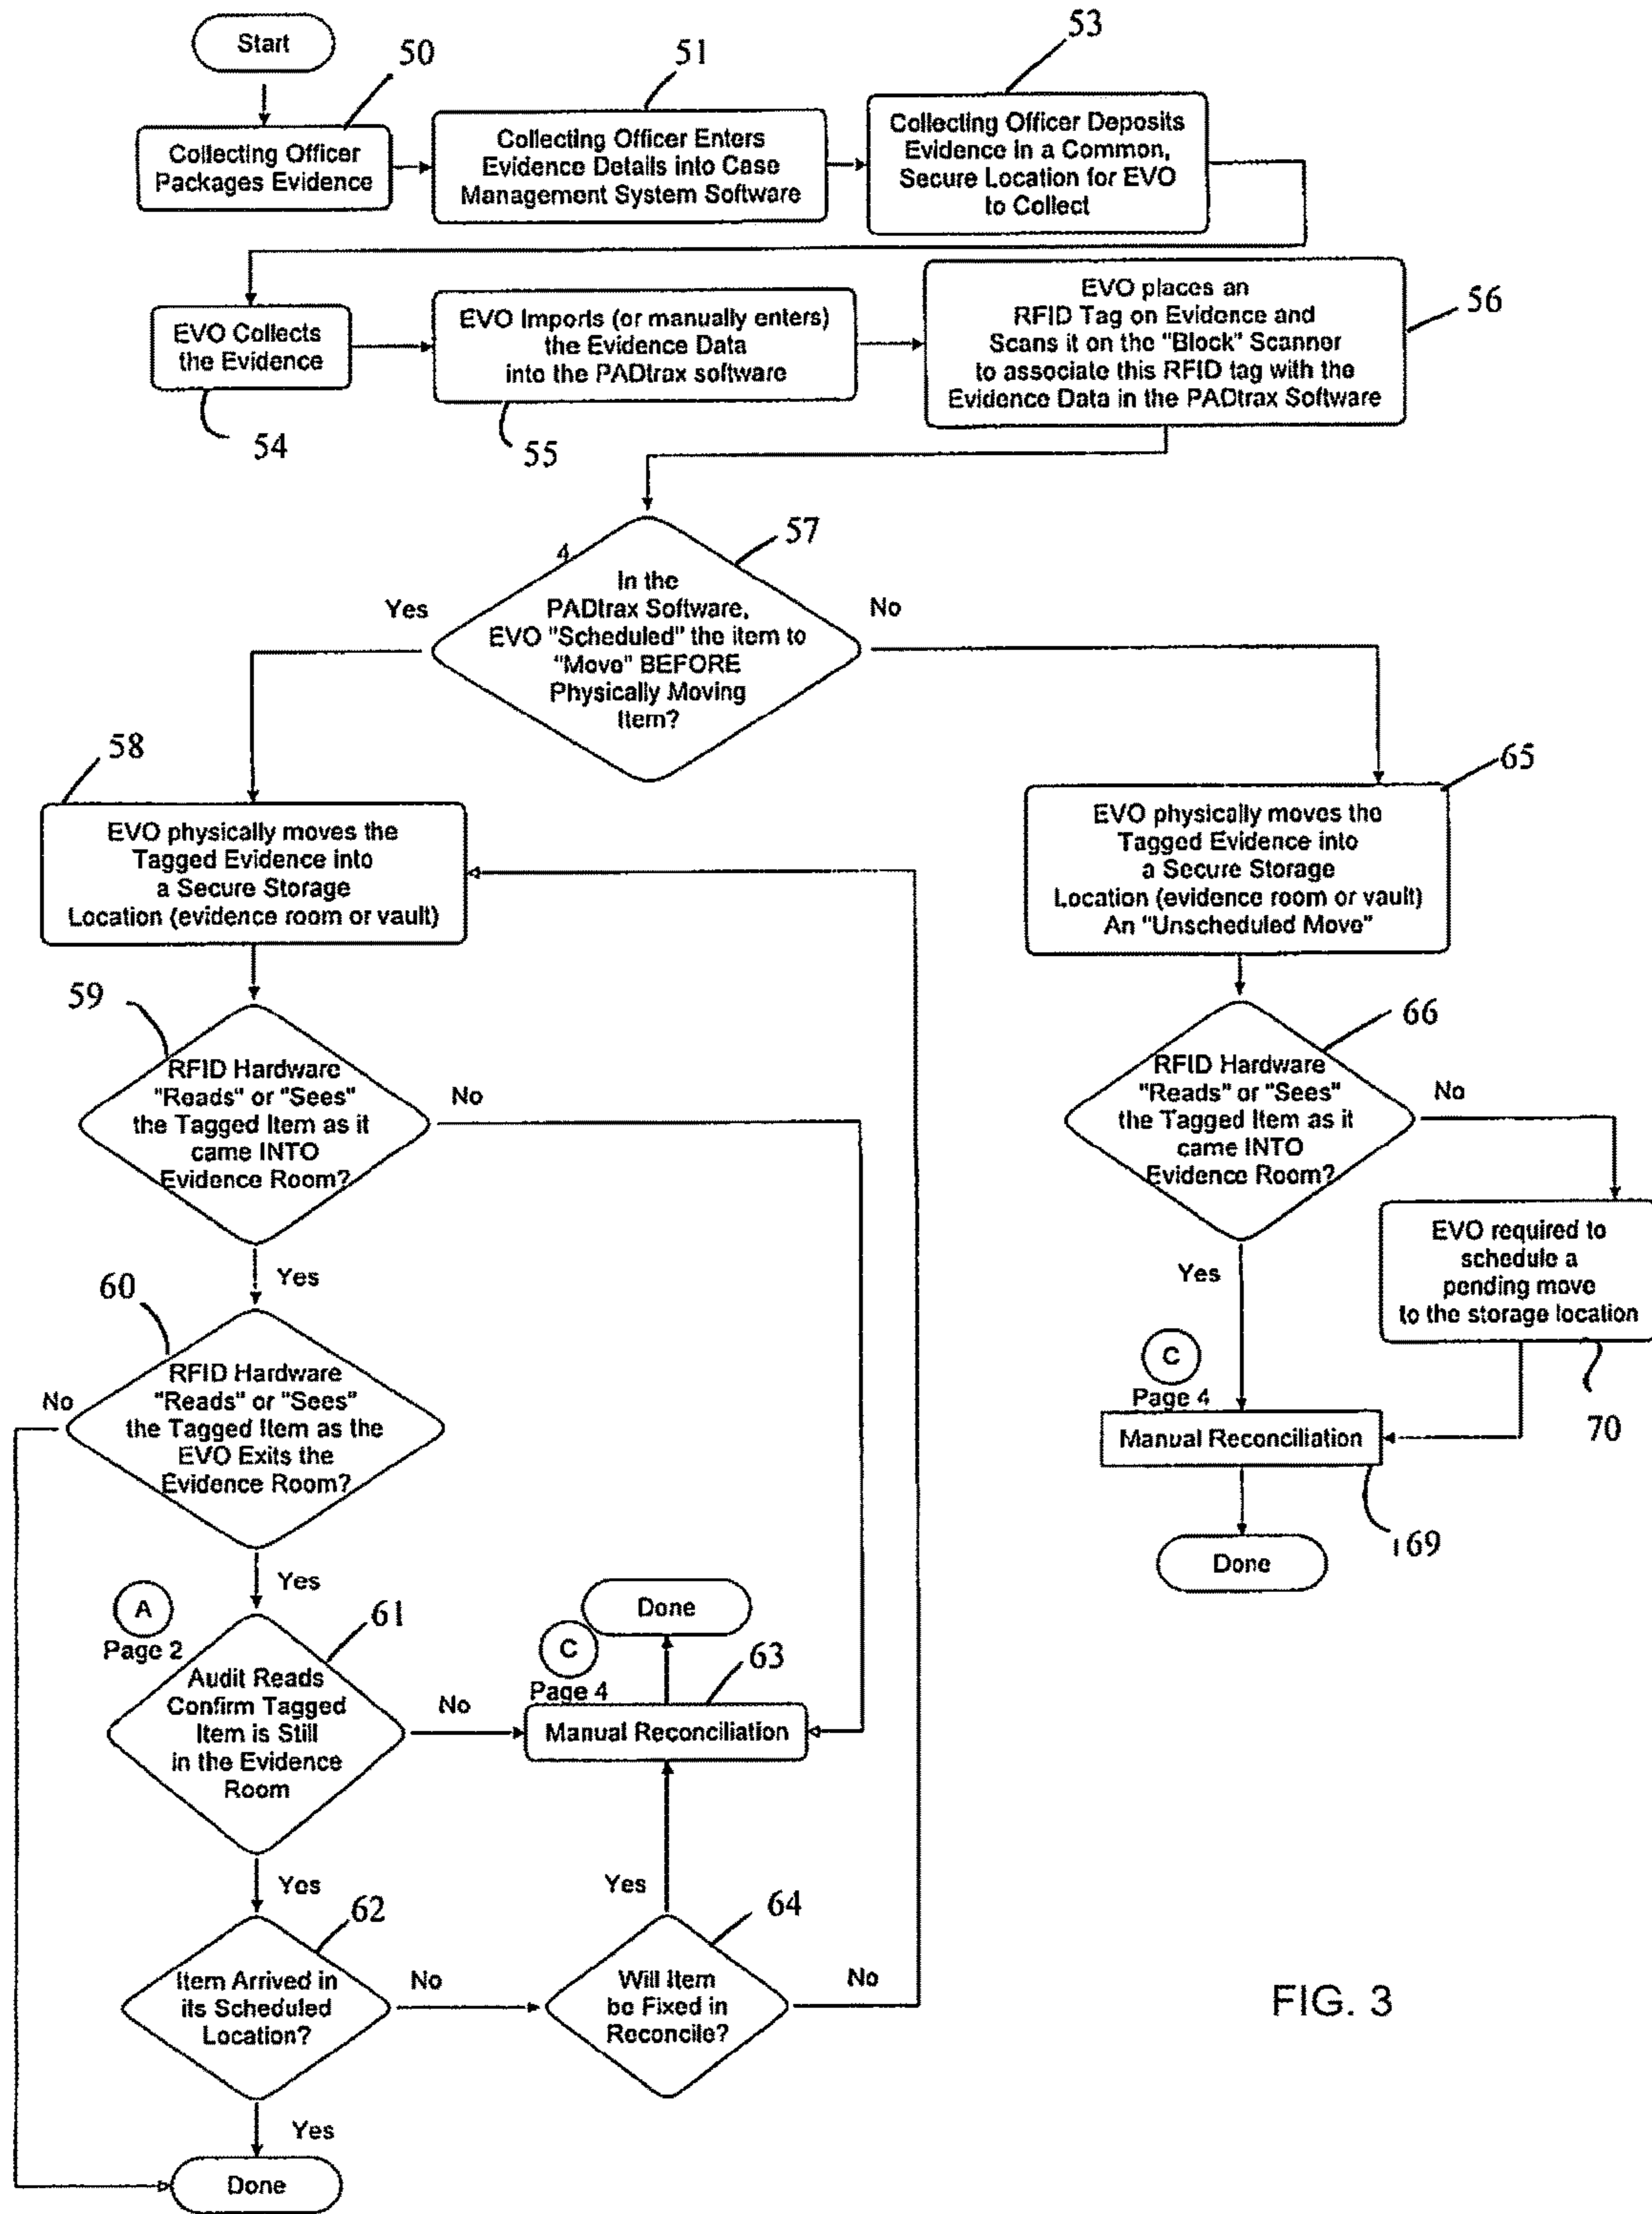 Start
50
Collecting Officer
Packages Evidence
51
Collecting Officer Enters
Evidence Details into Case
Management System Software
53
Collecting Officer Deposits
Evidence in a Common,
Secure Location for EVO
to Collect
EVO Collects
the Evidence
54
EVO Imports (or manually enters)
the Evidence Data
into the PADtrax software
55
EVO places an
RFID Tag on Evidence and
Scans it on the "Block" Scanner
to associate this RFID tag with the
Evidence Data in the PADtrax Software
56
57
4
In the
PADtrax Software,
EVO "Scheduled" the item to
"Move" BEFORE
Physically Moving
Item?
Yes
No
58
EVO physically moves the
Tagged Evidence into
a Secure Storage
Location (evidence room or vault)
65
EVO physically moves the
Tagged Evidence into
a Secure Storage
Location (evidence room or vault)
An "Unscheduled Move"
59
RFID Hardware
"Reads" or "Sees"
the Tagged Item as it
came INTO
Evidence Room?
No
Yes
66
RFID Hardware
"Reads" or "Sees"
the Tagged Item as it
came INTO
Evidence Room?
No
Yes
EVO required to
schedule a
pending move
to the storage location
70
C
Page 4
Manual Reconciliation
169
Done
60
RFID Hardware
"Reads" or "Sees"
the Tagged Item as the
EVO Exits the
Evidence Room?
No
Yes
A
Page 2
61
Audit Reads
Confirm Tagged
Item is Still
in the Evidence
Room
No
Yes
Done
C
Page 4
63
Manual Reconciliation
62
Item Arrived in
its Scheduled
Location?
No
Yes
64
Will Item
be Fixed in
Reconcile?
Yes
No
Done
FIG. 3